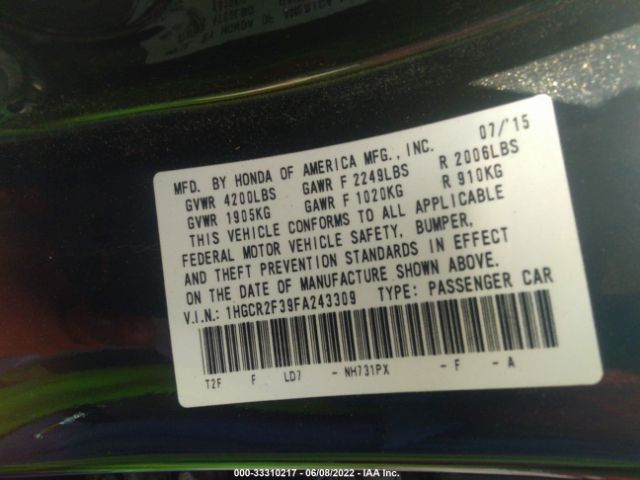 MFD. BY HONDA OF AMERICA MFG., INC. 07/'15
GVWR 4200LBS GAWR F 2249LBS R 2006LBS
GVWR 1905KG GAWR F 1020KG R 910KG
THIS VEHICLE CONFORMS TO ALL APPLICABLE
FEDERAL MOTOR VEHICLE SAFETY, BUMPER,
AND THEFT PREVENTION STANDARDS IN EFFECT
ON THE DATE OF MANUFACTURE SHOWN ABOVE.
V.I.N.: 1HGCR2F39FA243309 TYPE: PASSENGER CAR
T2F F LD7 - NH731PX - F - A
000-33310217 - 06/08/2022 - IAA Inc.